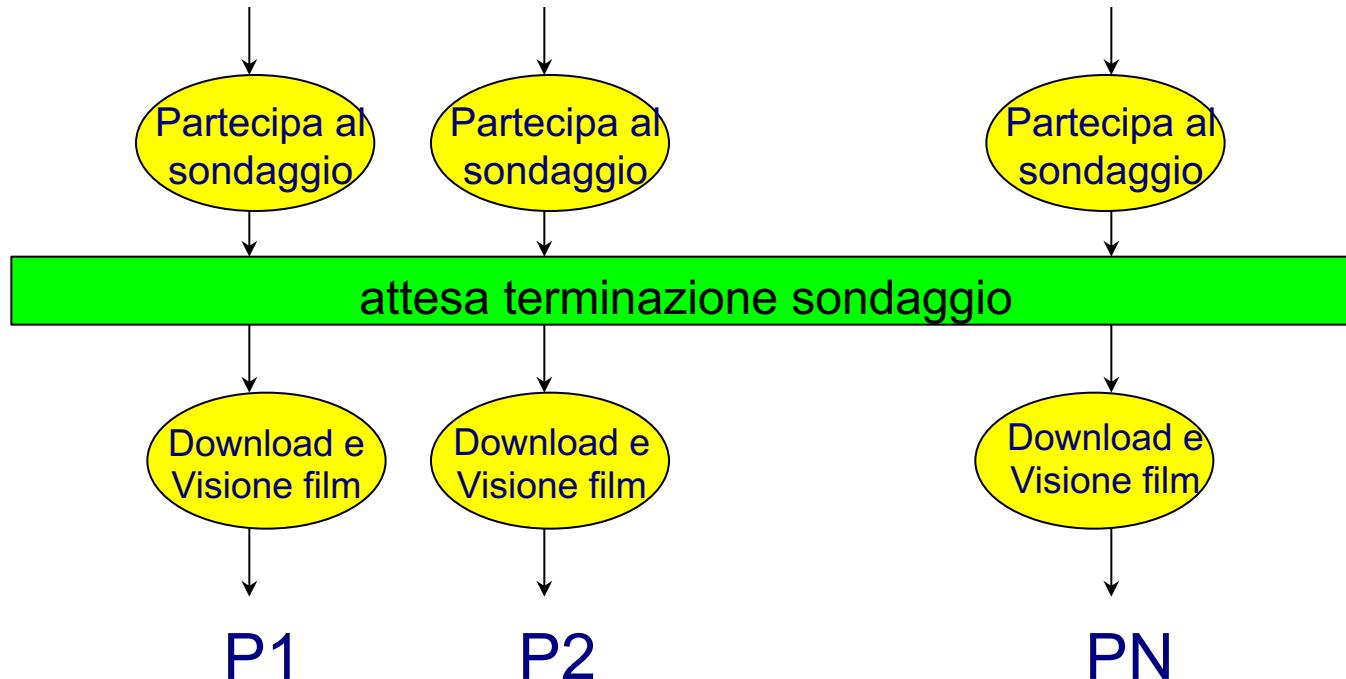 Partecipa al
sondaggio
Partecipa al
sondaggio
Partecipa al
sondaggio
attesa terminazione sondaggio
Download e
Visione film
Download e
Visione film
Download e
Visione film
P1
P2
PN